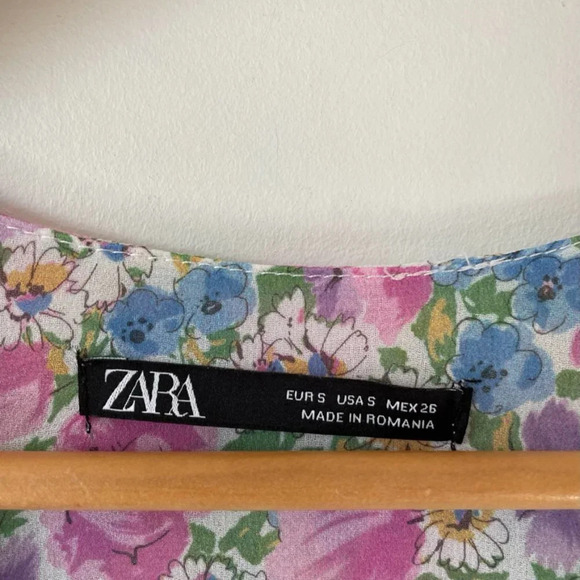 ZARA
EUR S USA S MEX 26
MADE IN ROMANIA